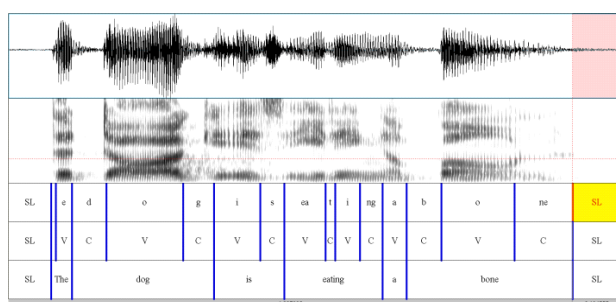 SL e d o g i s ea t i ng a b o ne SL
SL V C V C V C V C V C V C V C SL
SL The dog is eating a bone SL